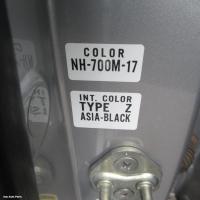 COLOR
NH-700M-17
INT. COLOR
TYPE Z
ASIA-BLACK